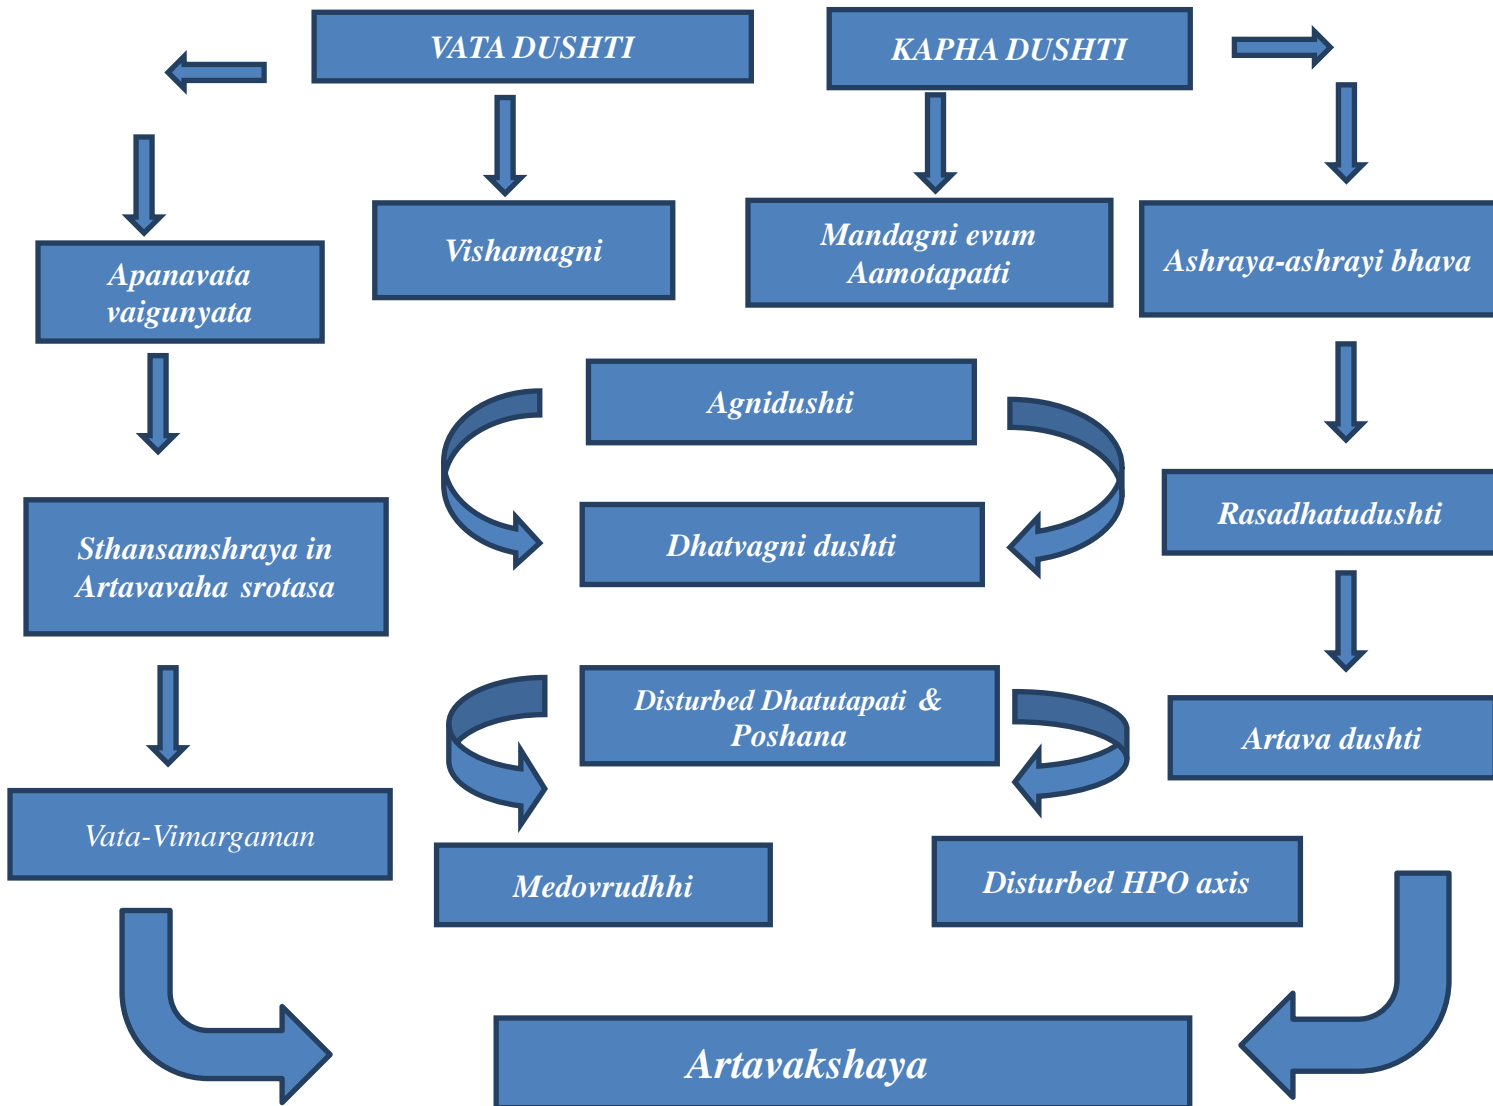 VATA DUSHTI
KAPHA DUSHTI
Apanavata
vaigunyata
Vishamagni
Mandagni evum
Aamotapatti
Ashraya-ashrayi bhava
Agnidushti
Sthansamshraya in
Artavavaha srotasa
Dhatvagni dushti
Rasadhatudushti
Disturbed Dhatutapati &
Poshana
Artava dushti
Vata-Vimargaman
Medovrudhhi
Disturbed HPO axis
Artavakshaya